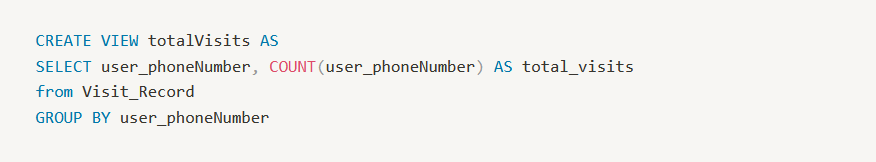 CREATE VIEW totalVisits AS
SELECT user_phoneNumber, COUNT(user_phoneNumber) AS total_visits
from Visit_Record
GROUP BY user_phoneNumber